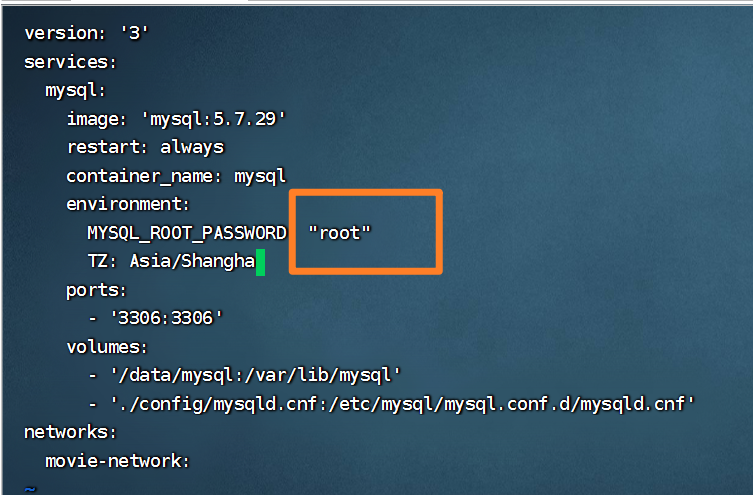 version: '3'
services:
  mysql:
    image: 'mysql:5.7.29'
    restart: always
    container_name: mysql
    environment:
      MYSQL_ROOT_PASSWORD "root"
      TZ: Asia/Shangha
    ports:
      - '3306:3306'
    volumes:
      - '/data/mysql:/var/lib/mysql'
      - './config/mysqld.cnf:/etc/mysql/mysql.conf.d/mysqld.cnf'
networks:
  movie-network:
~